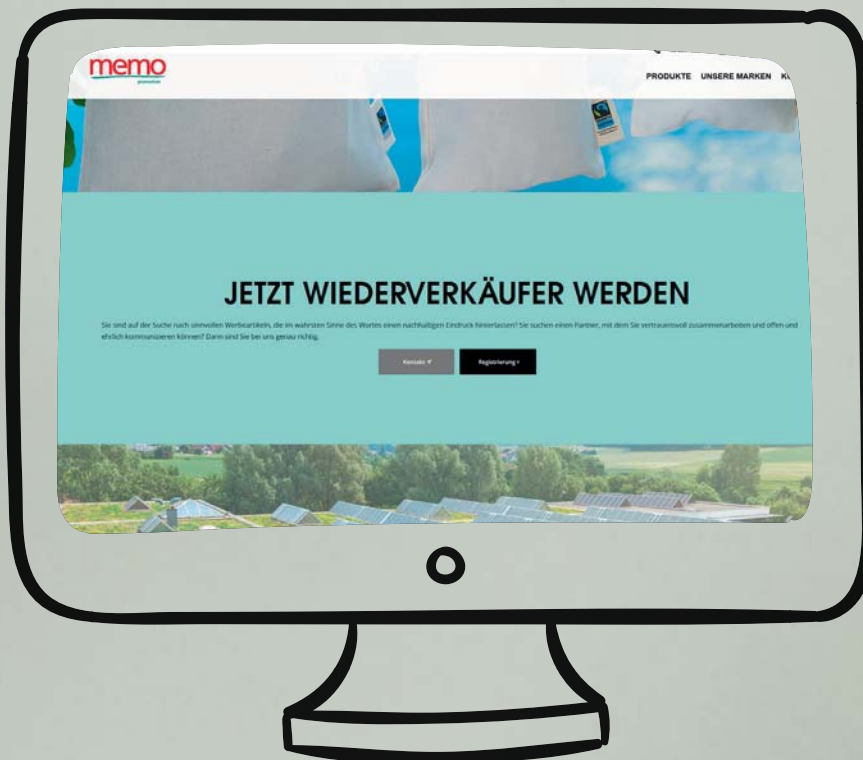 memo
promotion
PRODUKTE UNSERE MARKEN
JETZT WIEDERVERKÄUFER WERDEN
Sie sind auf der Suche nach sinnvollen Werbeartikeln, die im wahrsten Sinne des Wortes einen nachhaltigen Eindruck hinterlassen? Sie suchen einen Partner, mit dem Sie vertrauensvoll zusammenarbeiten und offen und
ehrlich kommunizieren können? Dann sind Sie bei uns genau richtig.
Kontakt
Registrierung